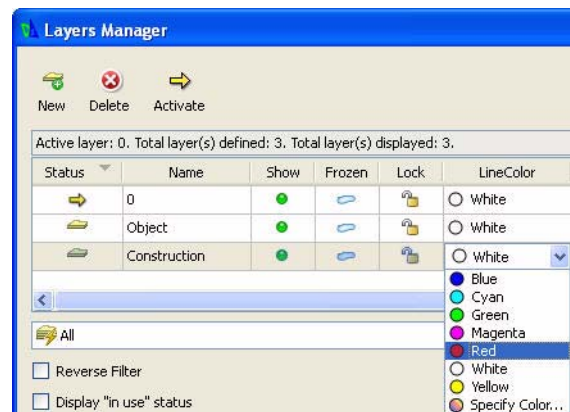 Layers Manager
New Delete Activate
Active layer: 0. Total layer(s) defined: 3. Total layer(s) displayed: 3.
Status Name Show Frozen Lock LineColor
0 White
Object White
Construction White
Blue
Cyan
Green
Magenta
Red
White
Yellow
Specify Color...
All
Reverse Filter
Display "in use" status